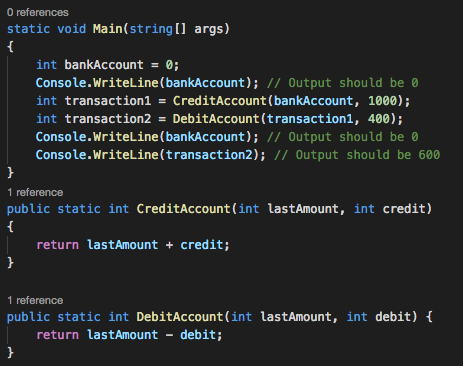 0 references
static void Main(string[] args)
{
    int bankAccount = 0;
    Console.WriteLine(bankAccount); // Output should be 0
    int transaction1 = CreditAccount(bankAccount, 1000);
    int transaction2 = DebitAccount(transaction1, 400);
    Console.WriteLine(bankAccount); // Output should be 0
    Console.WriteLine(transaction2); // Output should be 600
}
1 reference
public static int CreditAccount(int lastAmount, int credit)
{
    return lastAmount + credit;
}
1 reference
public static int DebitAccount(int lastAmount, int debit) {
    return lastAmount - debit;
}